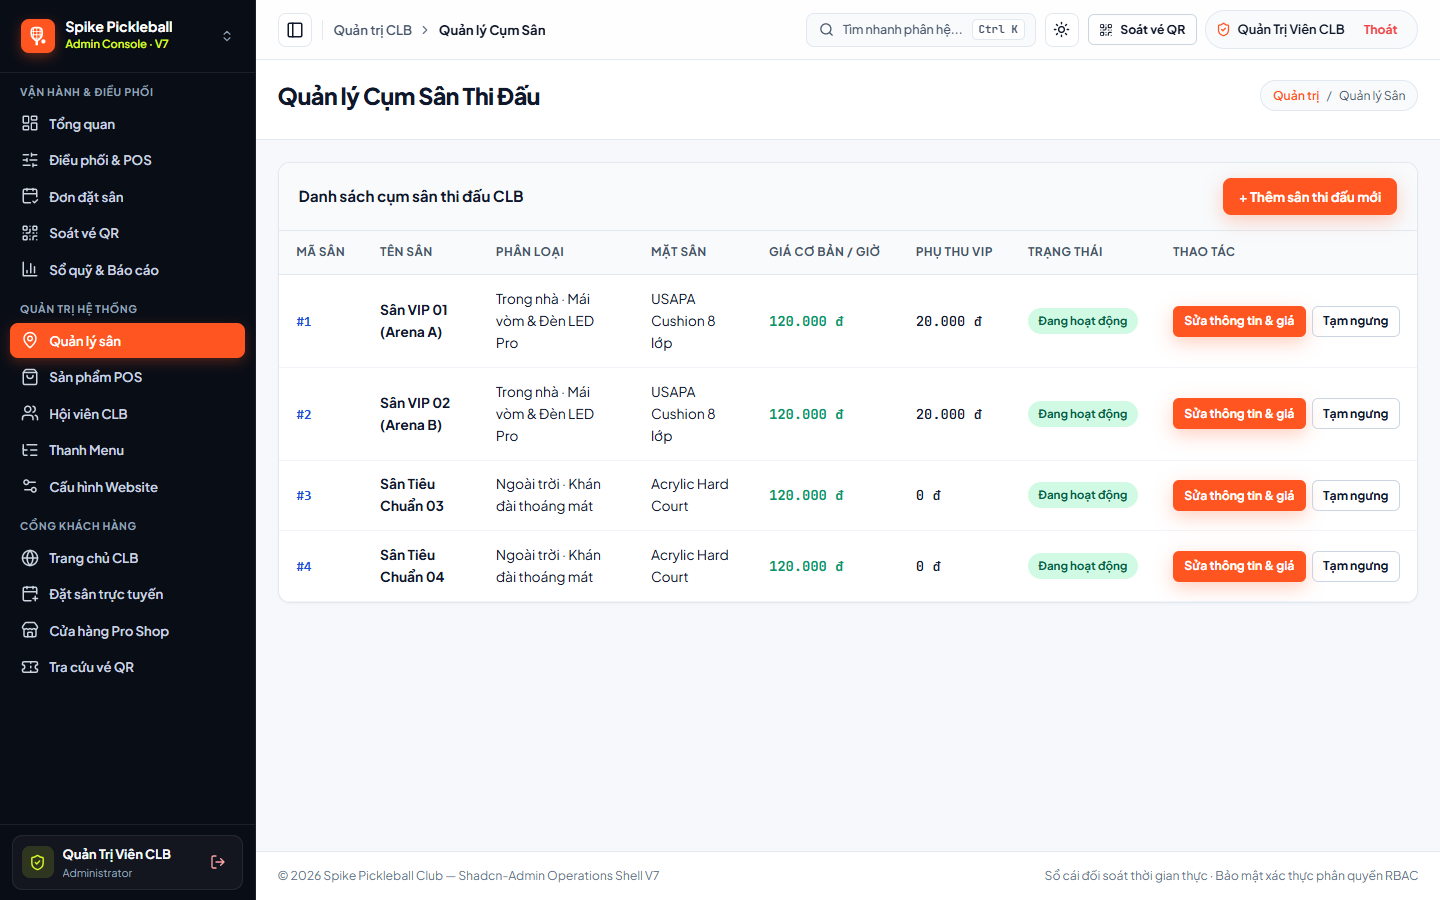 Spike Pickleball
Admin Console · V7
VẬN HÀNH & ĐIỀU PHỐI
Tổng quan
Điều phối & POS
Đơn đặt sân
Soát vé QR
Sổ quỹ & Báo cáo
QUẢN TRỊ HỆ THỐNG
Quản lý sân
Sản phẩm POS
Hội viên CLB
Thanh Menu
Cấu hình Website
CỔNG KHÁCH HÀNG
Trang chủ CLB
Đặt sân trực tuyến
Cửa hàng Pro Shop
Tra cứu vé QR
Quản Trị Viên CLB
Administrator
Quản trị CLB > Quản lý Cụm Sân
Tìm nhanh phân hệ... Ctrl K
Soát vé QR
Quản Trị Viên CLB Thoát
Quản lý Cụm Sân Thi Đấu
Quản trị / Quản lý Sân
Danh sách cụm sân thi đấu CLB
+ Thêm sân thi đấu mới
MÃ SÂN TÊN SÂN PHÂN LOẠI MẶT SÂN GIÁ CƠ BẢN / GIỜ PHỤ THU VIP TRẠNG THÁI THAO TÁC
#1
Sân VIP 01
(Arena A)
Trong nhà · Mái
vòm & Đèn LED
Pro
USAPA
Cushion 8
lớp
120.000 đ
20.000 đ
Đang hoạt động
Sửa thông tin & giá
Tạm ngưng
#2
Sân VIP 02
(Arena B)
Trong nhà · Mái
vòm & Đèn LED
Pro
USAPA
Cushion 8
lớp
120.000 đ
20.000 đ
Đang hoạt động
Sửa thông tin & giá
Tạm ngưng
#3
Sân Tiêu
Chuẩn 03
Ngoài trời · Khán
đài thoáng mát
Acrylic Hard
Court
120.000 đ
0 đ
Đang hoạt động
Sửa thông tin & giá
Tạm ngưng
#4
Sân Tiêu
Chuẩn 04
Ngoài trời · Khán
đài thoáng mát
Acrylic Hard
Court
120.000 đ
0 đ
Đang hoạt động
Sửa thông tin & giá
Tạm ngưng
© 2026 Spike Pickleball Club — Shadcn-Admin Operations Shell V7
Sổ cái đối soát thời gian thực · Bảo mật xác thực phân quyền RBAC